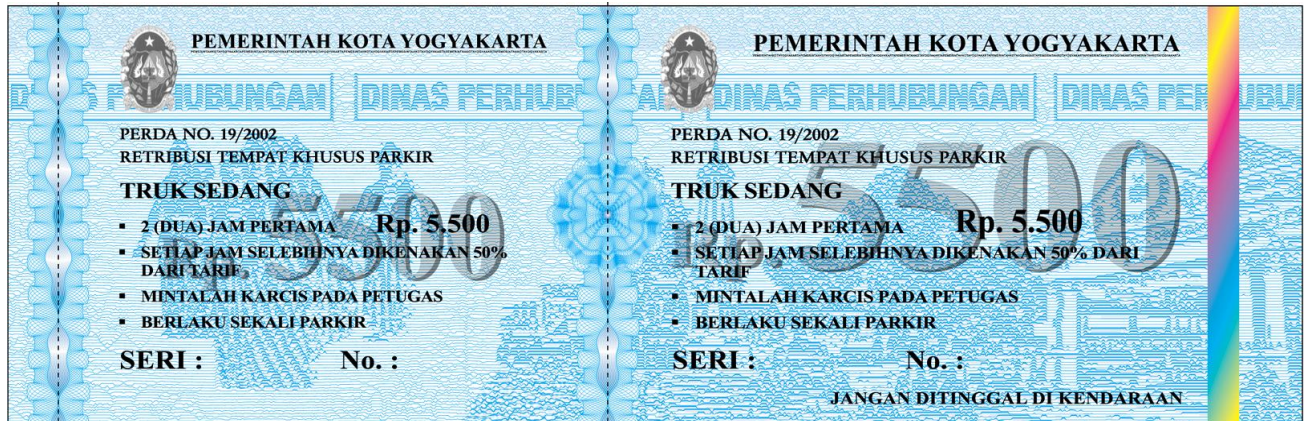 PEMERINTAH KOTA YOGYAKARTA
DINAS PERHUBUNGAN
PERDA NO. 19/2002
RETRIBUSI TEMPAT KHUSUS PARKIR
TRUK SEDANG
5500
▪ 2 (DUA) JAM PERTAMA Rp. 5.500
▪ SETIAP JAM SELEBIHNYA DIKENAKAN 50%
DARI TARIF
▪ MINTALAH KARCIS PADA PETUGAS
▪ BERLAKU SEKALI PARKIR
SERI : No. :
PEMERINTAH KOTA YOGYAKARTA
DINAS PERHUBUNGAN
PERDA NO. 19/2002
RETRIBUSI TEMPAT KHUSUS PARKIR
TRUK SEDANG
Rp.5500
▪ 2 (DUA) JAM PERTAMA Rp. 5.500
▪ SETIAP JAM SELEBIHNYA DIKENAKAN 50% DARI
TARIF
▪ MINTALAH KARCIS PADA PETUGAS
▪ BERLAKU SEKALI PARKIR
SERI : No. :
JANGAN DITINGGAL DI KENDARAAN